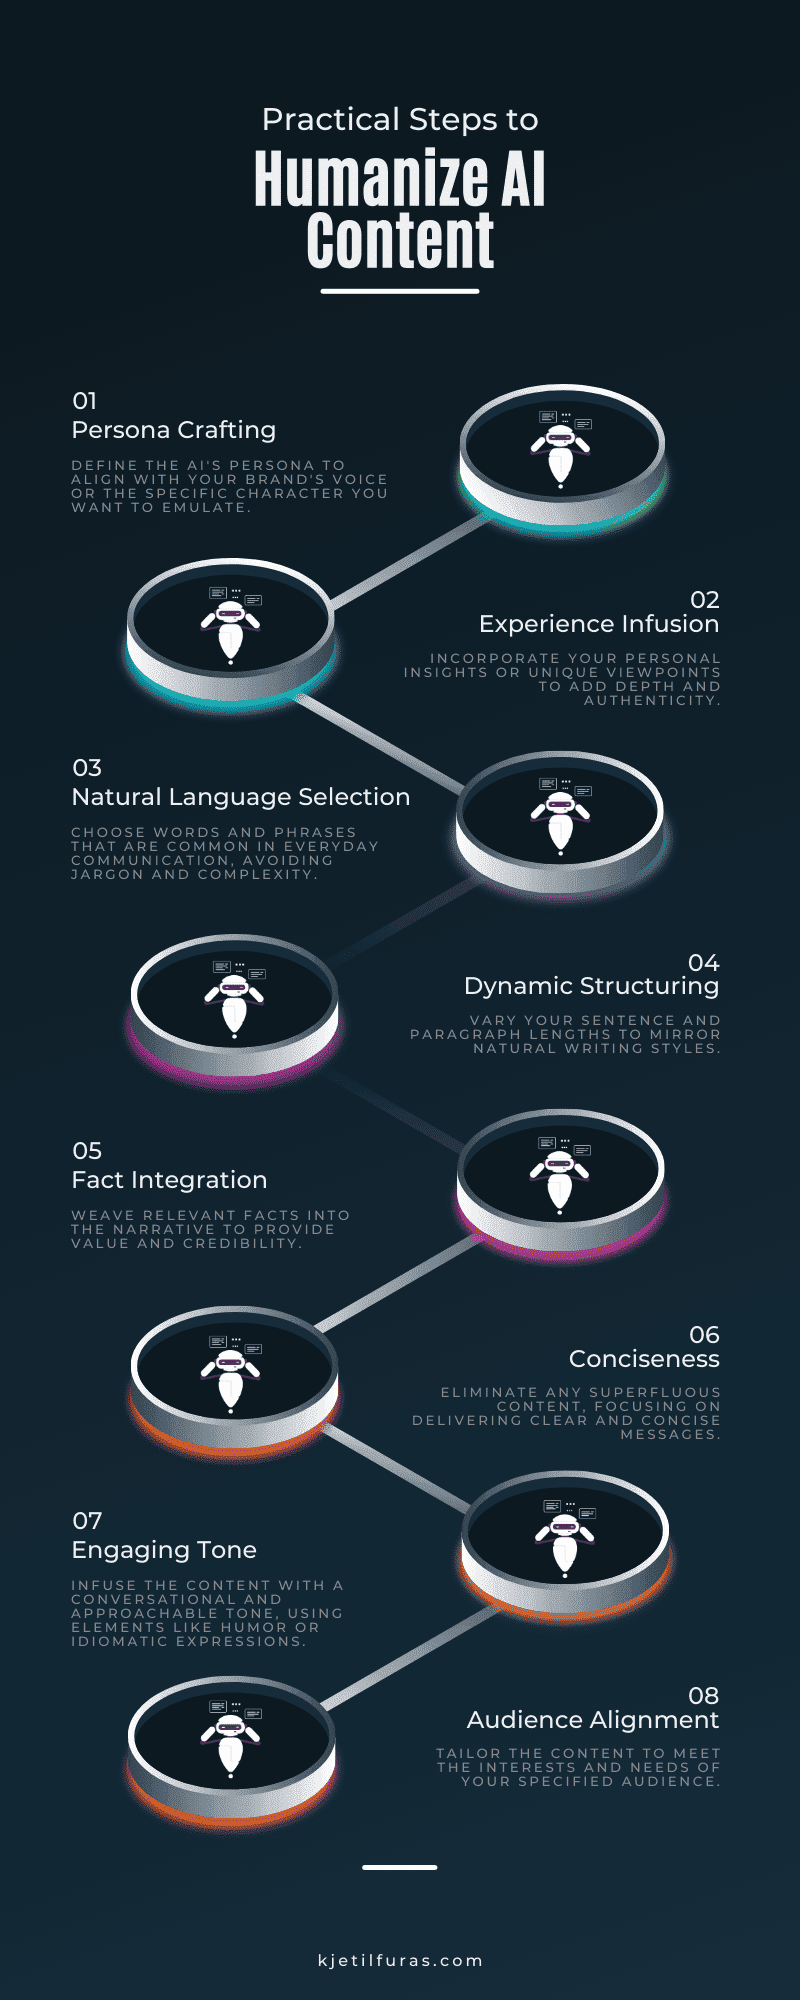 Practical Steps to
Humanize AI
Content
01
Persona Crafting
DEFINE THE AI'S PERSONA TO
ALIGN WITH YOUR BRAND'S VOICE
OR THE SPECIFIC CHARACTER YOU
WANT TO EMULATE.
02
Experience Infusion
INCORPORATE YOUR PERSONAL
INSIGHTS OR UNIQUE VIEWPOINTS
TO ADD DEPTH AND
AUTHENTICITY.
03
Natural Language Selection
CHOOSE WORDS AND PHRASES
THAT ARE COMMON IN EVERYDAY
COMMUNICATION, AVOIDING
JARGON AND COMPLEXITY.
04
Dynamic Structuring
VARY YOUR SENTENCE AND
PARAGRAPH LENGTHS TO MIRROR
NATURAL WRITING STYLES.
05
Fact Integration
WEAVE RELEVANT FACTS INTO
THE NARRATIVE TO PROVIDE
VALUE AND CREDIBILITY.
06
Conciseness
ELIMINATE ANY SUPERFLUOUS
CONTENT, FOCUSING ON
DELIVERING CLEAR AND CONCISE
MESSAGES.
07
Engaging Tone
INFUSE THE CONTENT WITH A
CONVERSATIONAL AND
APPROACHABLE TONE, USING
ELEMENTS LIKE HUMOR OR
IDIOMATIC EXPRESSIONS.
08
Audience Alignment
TAILOR THE CONTENT TO MEET
THE INTERESTS AND NEEDS OF
YOUR SPECIFIED AUDIENCE.
kjetilfuras.com